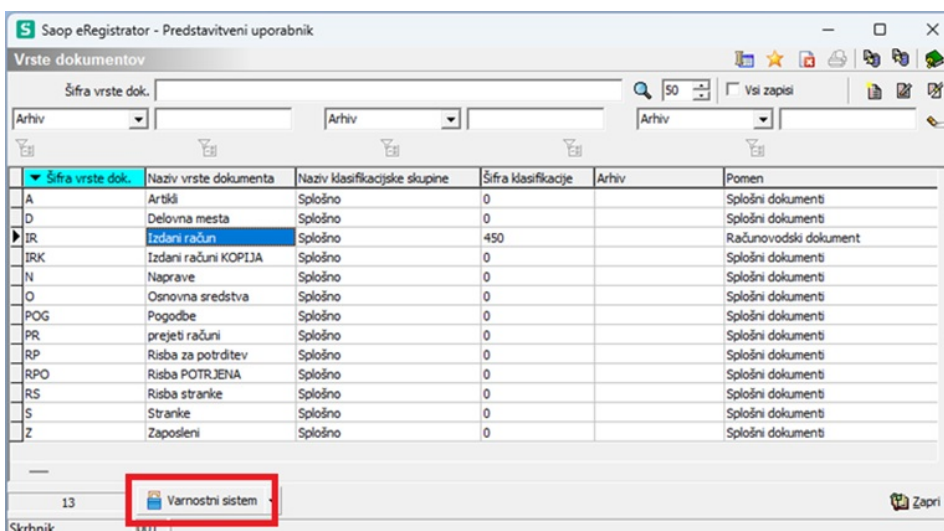 Saop eRegistrator - Predstavitveni uporabnik
Vrste dokumentov
Šifra vrste dok. 50 Vsi zapisi
Arhiv Arhiv Arhiv
Šifra vrste dok. Naziv vrste dokumenta Naziv klasifikacijske skupine Šifra klasifikacije Arhiv Pomen
A Artikli Splošno 0 Splošni dokumenti
D Delovna mesta Splošno 0 Splošni dokumenti
IR Izdani račun Splošno 450 Računovodski dokument
IRK Izdani računi KOPIJA Splošno 0 Splošni dokumenti
N Naprave Splošno 0 Splošni dokumenti
O Osnovna sredstva Splošno 0 Splošni dokumenti
POG Pogodbe Splošno 0 Splošni dokumenti
PR prejeti računi Splošno 0 Splošni dokumenti
RP Risba za potrditev Splošno 0 Splošni dokumenti
RPO Risba POTRJENA Splošno 0 Splošni dokumenti
RS Risba stranke Splošno 0 Splošni dokumenti
S Stranke Splošno 0 Splošni dokumenti
Z Zaposleni Splošno 0 Splošni dokumenti
13 Varnostni sistem Zapri
Skrbnik